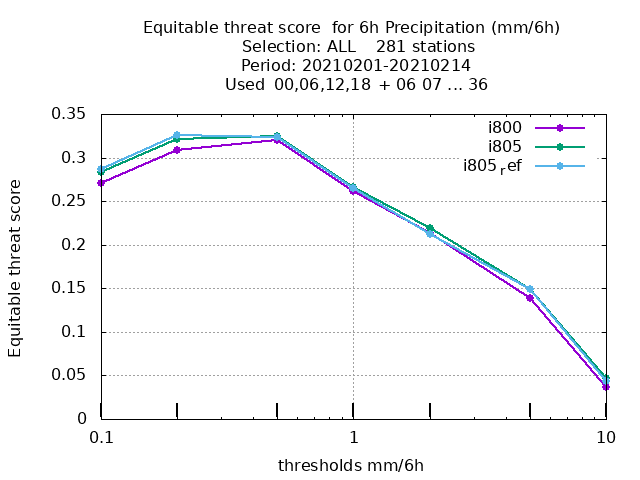 Equitable threat score for 6h Precipitation (mm/6h)
Selection: ALL 281 stations
Period: 20210201-20210214
Used 00,06,12,18 + 06 07 ... 36
0.35
0.3
0.25
0.2
0.15
0.1
0.05
0
Equitable threat score
i800
i805
i805ref
0.1
1
10
thresholds mm/6h